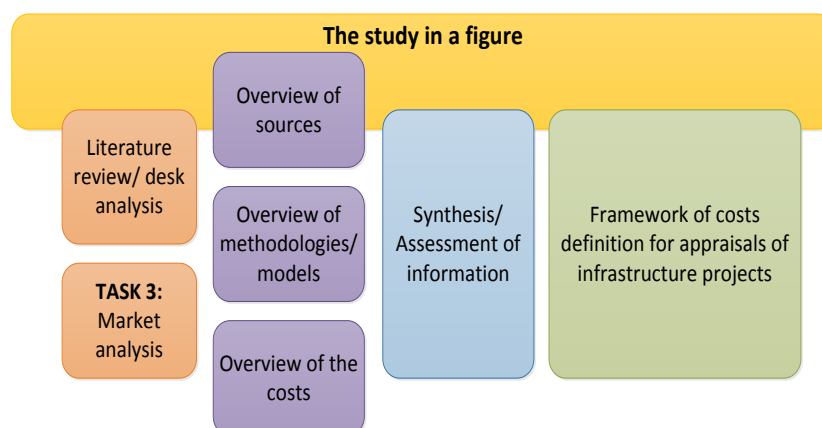 The study in a figure
Literature
review/ desk
analysis
TASK 3:
Market
analysis
Overview of
sources
Overview of
methodologies/
models
Overview of the
costs
Synthesis/
Assessment of
information
Framework of costs
definition for appraisals of
infrastructure projects